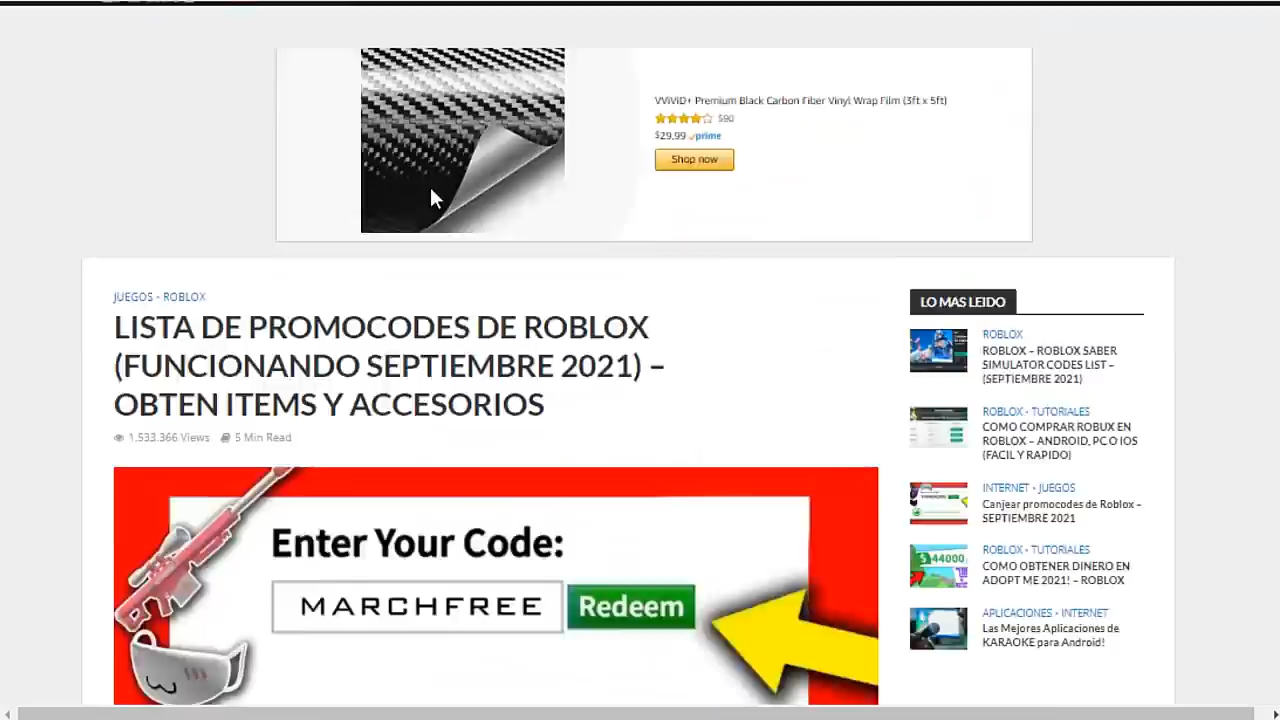 VViViD+ Premium Black Carbon Fiber Vinyl Wrap Film (3ft x 5ft)
590
$29.99 prime
Shop now
JUEGOS • ROBLOX
LISTA DE PROMOCODES DE ROBLOX
(FUNCIONANDO SEPTIEMBRE 2021) –
OBTEN ITEMS Y ACCESORIOS
1.533.366 Views 5 Min Read
Enter Your Code:
MARCHFREE Redeem
LO MAS LEIDO
ROBLOX
ROBLOX – ROBLOX SABER
SIMULATOR CODES LIST –
(SEPTIEMBRE 2021)
ROBLOX • TUTORIALES
COMO COMPRAR ROBUX EN
ROBLOX – ANDROID, PC O IOS
(FACIL Y RAPIDO)
INTERNET • JUEGOS
Canjear promocodes de Roblox –
SEPTIEMBRE 2021
$ 44000
ROBLOX • TUTORIALES
COMO OBTENER DINERO EN
ADOPT ME 2021! – ROBLOX
APLICACIONES • INTERNET
Las Mejores Aplicaciones de
KARAOKE para Android!